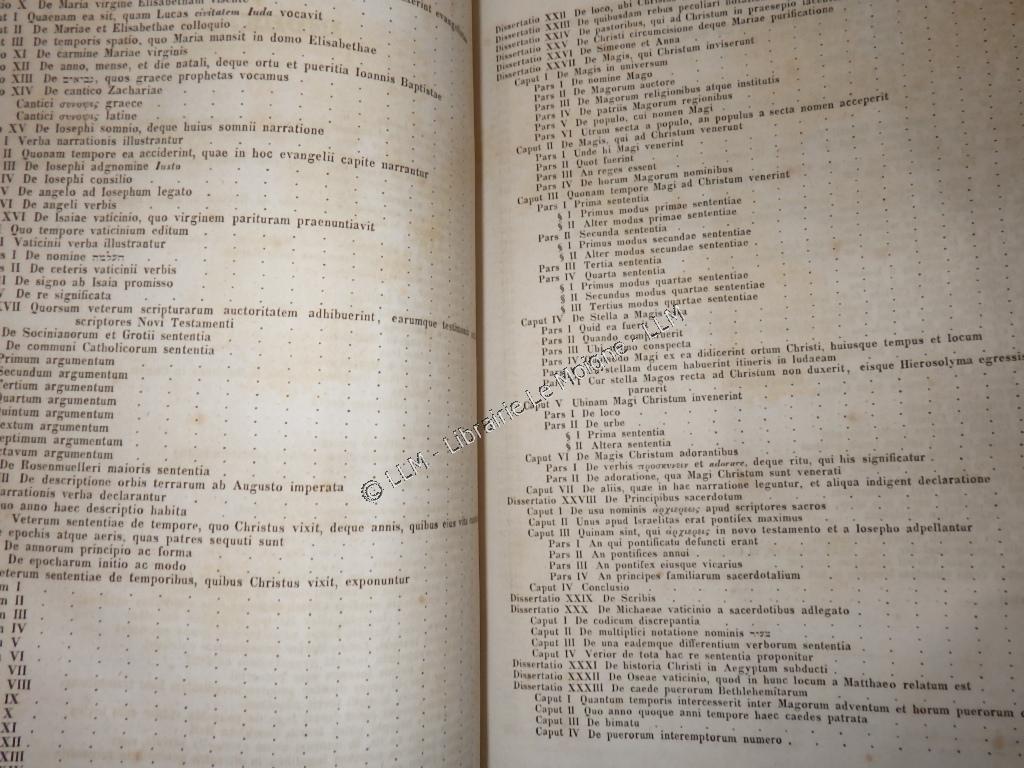 X De Maria virgine Elisabetham
I Quaenam ea sit, quam Lucas civitatem Iuda vocavit
II De Mariae et Elisabethae colloquio
III De temporis spatio, quo Maria mansit in domo Elisabethae
XI De carmine Mariae virginis
XII De anno, mense, et die natali, deque ortu et pueritia Ioannis Baptistae
XIII De נביאים, quos graece prophetas vocamus
XIV De cantico Zachariae
Cantici συνοψις graece
Cantici συνοψις latine
XV De Iosephi somnio, deque huius somnii narratione
I Verba narrationis illustrantur
II Quonam tempore ea acciderint, quae in hoc evangelii capite narrantur
III De Iosephi adgnomine Iusto
IV De Iosephi consilio
V De angelo ad Iosephum legato
VI De angeli verbis
XVI De Isaiae vaticinio, quo virginem parituram praenuntiavit
Quo tempore vaticinium editum
I Vaticinii verba illustrantur
I De nomine העלמה
II De ceteris vaticinii verbis
De signo ab Isaia promisso
De re significata
XVII Quorsum veterum scripturarum auctoritatem adhibuerint, earumque testimonia
scriptores Novi Testamenti
De Socinianorum et Grotii sententia
De communi Catholicorum sententia
Primum argumentum
Secundum argumentum
Tertium argumentum
Quartum argumentum
Quintum argumentum
Sextum argumentum
Septimum argumentum
Octavum argumentum
De Rosenmuelleri maioris sententia
De descriptione orbis terrarum ab Augusto imperata
narrationis verba declarantur
Quo anno haec descriptio habita
Veterum sententiae de tempore, quo Christus vixit, deque annis, quibus eius vita
epochis atque aeris, quas patres sequuti sunt
De annorum principio ac forma
De epocharum initio ac modo
Veterum sententiae de temporibus, quibus Christus vixit, exponuntur
I
II
III
IV
V
VI
VII
VIII
IX
X
XI
XII
XIII
Dissertatio XXII De loco, ubi
Dissertatio XXIII De quibusdam rebus peculiari
Dissertatio XXIV De pastoribus, qui ad Christum in praesepio
Dissertatio XXV De Christi circumcisione deque Mariae purificatione
Dissertatio XXVI De Simeone et Anna
Dissertatio XXVII De Magis, qui Christum inviserunt
Caput I De Magis in universum
Pars I De nomine Mago
Pars II De Magorum auctore
Pars III De Magorum religionibus atque institutis
Pars IV De patriis Magorum regionibus
Pars V De populo, cui nomen Magi
Pars VI Utrum secta a populo, an populus a secta nomen acceperit
Caput II De Magis, qui ad Christum venerunt
Pars I Unde hi Magi venerint
Pars II Quot fuerint
Pars III An reges essent
Pars IV De horum Magorum nominibus
Caput III Quonam tempore Magi ad Christum venerint
Pars I Prima sententia
§ I Primus modus primae sententiae
§ II Alter modus primae sententiae
Pars II Secunda sententia
§ I Primus modus secundae sententiae
§ II Alter modus secundae sententiae
Pars III Tertia sententia
Pars IV Quarta sententia
§ I Primus modus quartae sententiae
§ II Secundus modus quartae sententiae
§ III Tertius modus quartae sententiae
Caput IV De Stella a Magis
Pars I Quid ea fuerit
Pars II Quando
Pars III conspecta
Pars IV Magi ex ea didicerint ortum Christi, huiusque tempus et locum
stellam ducem habuerint itineris in Iudaeam
Cur stella Magos recta ad Christum non duxerit, eisque Hierosolyma egressis
paruerit
Caput V Ubinam Magi Christum invenerint
Pars I De loco
Pars II De urbe
§ I Prima sententia
§ II Altera sententia
Caput VI De Magis Christum adorantibus
Pars I De verbis προσκυνειν et adorare, deque ritu, qui his significatur
Pars II De adoratione, qua Magi Christum sunt venerati
Caput VII De aliis, quae in hac narratione leguntur, et aliqua indigent declaratione
Dissertatio XXVIII De Principibus sacerdotum
Caput I De usu nominis ἀρχιερεις apud scriptores sacros
Caput II Unus apud Israelitas erat pontifex maximus
Caput III Quinam sint, qui ἀρχιερεις in novo testamento et a Iosepho adpellantur
Pars I An qui pontificatu defuncti erant
Pars II An pontifices annui
Pars III An pontifex eiusque vicarius
Pars IV An principes familiarum sacerdotalium
Caput IV Conclusio
Dissertatio XXIX De Scribis
Dissertatio XXX De Michaeae vaticinio a sacerdotibus adlegato
Caput I De codicum discrepantia
Caput II De multiplici notatione nominis צעיר
Caput III De una eademque differentium verborum sententia
Caput IV Verior de tota hac re sententia proponitur
Dissertatio XXXI De historia Christi in Aegyptum subducti
Dissertatio XXXII De Oseae vaticinio, quod in hunc locum a Matthaeo relatum est
Dissertatio XXXIII De caede puerorum Bethlehemitarum
Caput I Quantum temporis intercesserit inter Magorum adventum et horum puerorum
Caput II Quo anno quoque anni tempore haec caedes patrata
Caput III De bimatu
Caput IV De puerorum interemptorum numero
© LLM - Librairie Le Moïne - LLM